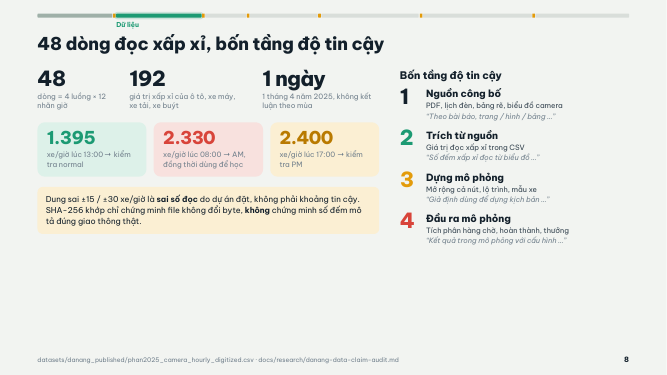 Dữ liệu
48 dòng đọc xấp xỉ, bốn tầng độ tin cậy
48
dòng = 4 luồng × 12
nhãn giờ
192
giá trị xấp xỉ của ô tô, xe máy,
xe tải, xe buýt
1 ngày
1 tháng 4 năm 2025, không kết
luận theo mùa
1.395
xe/giờ lúc 13:00 → kiểm
tra normal
2.330
xe/giờ lúc 08:00 → AM,
đồng thời dùng để học
2.400
xe/giờ lúc 17:00 → kiểm
tra PM
Dung sai ±15 / ±30 xe/giờ là sai số đọc do dự án đặt, không phải khoảng tin cậy.
SHA-256 khớp chỉ chứng minh file không đổi byte, không chứng minh số đếm mô
tả đúng giao thông thật.
Bốn tầng độ tin cậy
1
Nguồn công bố
PDF, lịch đèn, bảng rẽ, biểu đồ camera
"Theo bài báo, trang / hình / bảng ..."
2
Trích từ nguồn
Giá trị đọc xấp xỉ trong CSV
"Số đếm xấp xỉ đọc từ biểu đồ ..."
3
Dựng mô phỏng
Mở rộng cả nút, lộ trình, mẫu xe
"Giả định dùng để dựng kịch bản ..."
4
Đầu ra mô phỏng
Tích phân hàng chờ, hoàn thành, thưởng
"Kết quả trong mô phỏng với cấu hình ..."
datasets/danang_published/phan2025_camera_hourly_digitized.csv · docs/research/danang-data-claim-audit.md
8